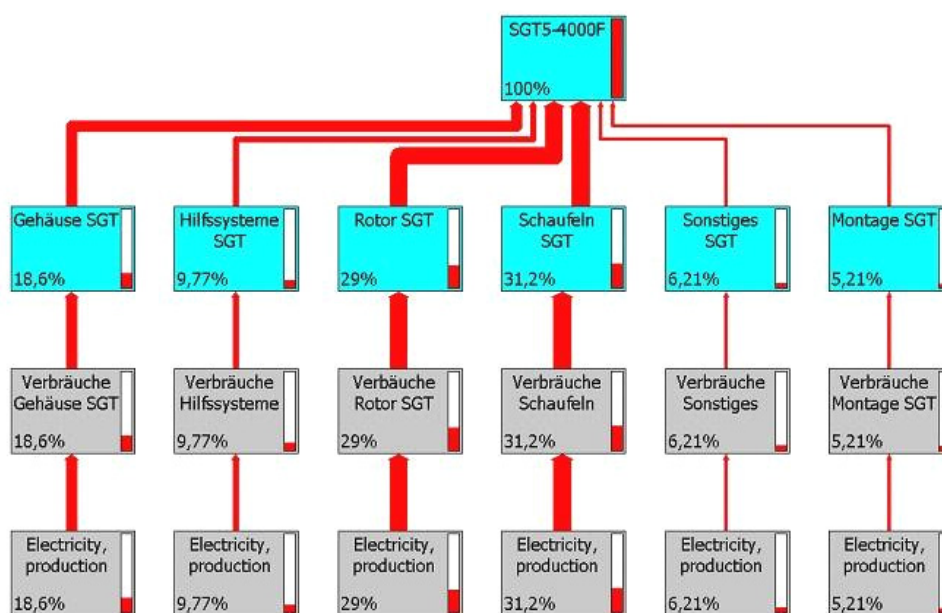 SGT5-4000F
100%
Gehäuse SGT
18,6%
Hilfssysteme
SGT
9,77%
Rotor SGT
29%
Schaufeln
SGT
31,2%
Sonstiges
SGT
6,21%
Montage SGT
5,21%
Verbräuche
Gehäuse SGT
18,6%
Verbräuche
Hilfssysteme
9,77%
Verbäuche
Rotor SGT
29%
Verbräuche
Schaufeln
31,2%
Verbräuche
Sonstiges
6,21%
Verbräuche
Montage SGT
5,21%
Electricity,
production
18,6%
Electricity,
production
9,77%
Electricity,
production
29%
Electricity,
production
31,2%
Electricity,
production
6,21%
Electricity,
production
5,21%